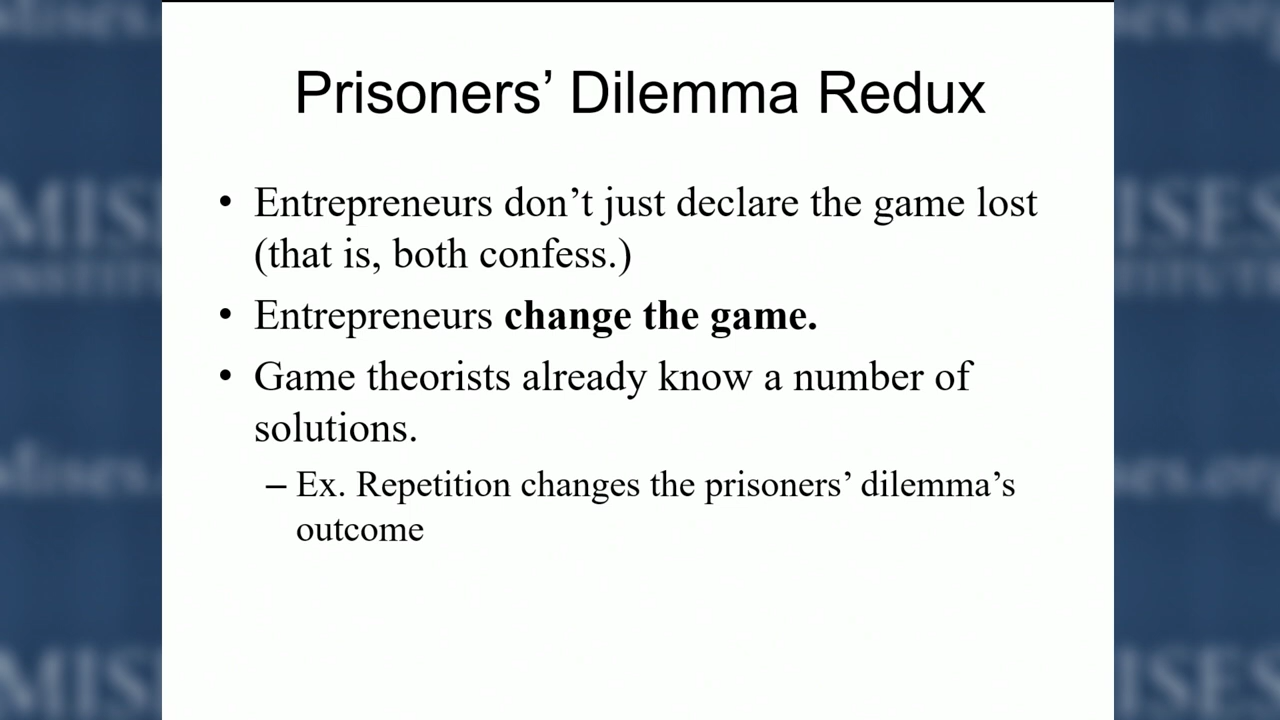 Prisoners’ Dilemma Redux
• Entrepreneurs don’t just declare the game lost
(that is, both confess.)
• Entrepreneurs change the game.
• Game theorists already know a number of
solutions.
– Ex. Repetition changes the prisoners’ dilemma’s
outcome